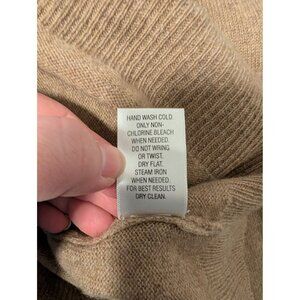 HAND WASH COLD
ONLY NON-
CHLORINE BLEACH
WHEN NEEDED.
DO NOT WRING
OR TWIST.
DRY FLAT.
STEAM IRON
WHEN NEEDED.
FOR BEST RESULTS
DRY CLEAN.